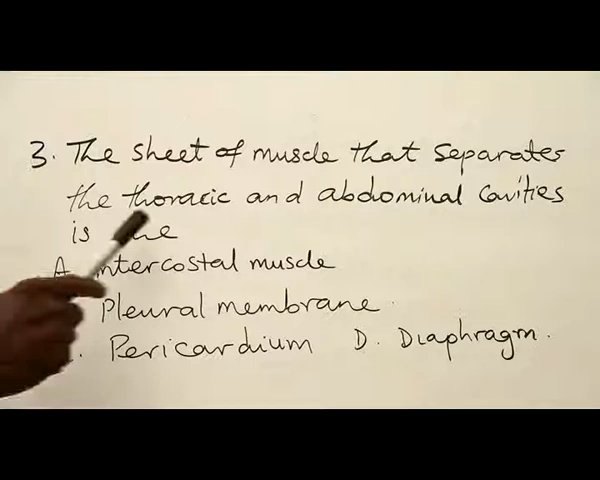 3. The sheet of muscle that separates
the thoracic and abdominal cavities
is
A intercostal muscle
Pleural membrane
Pericardium D. Diaphragm.